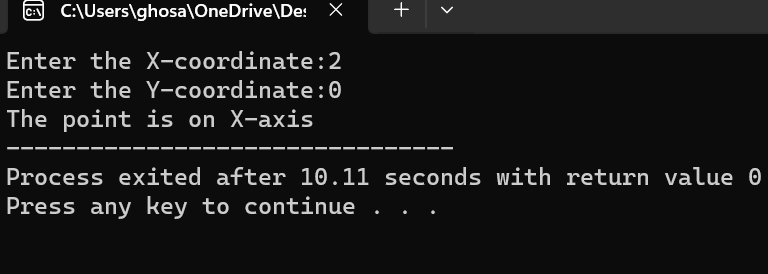 C:\Users\ghosa\OneDrive\Des
Enter the X-coordinate:2
Enter the Y-coordinate:0
The point is on X-axis
--------------------------------
Process exited after 10.11 seconds with return value 0
Press any key to continue . . .